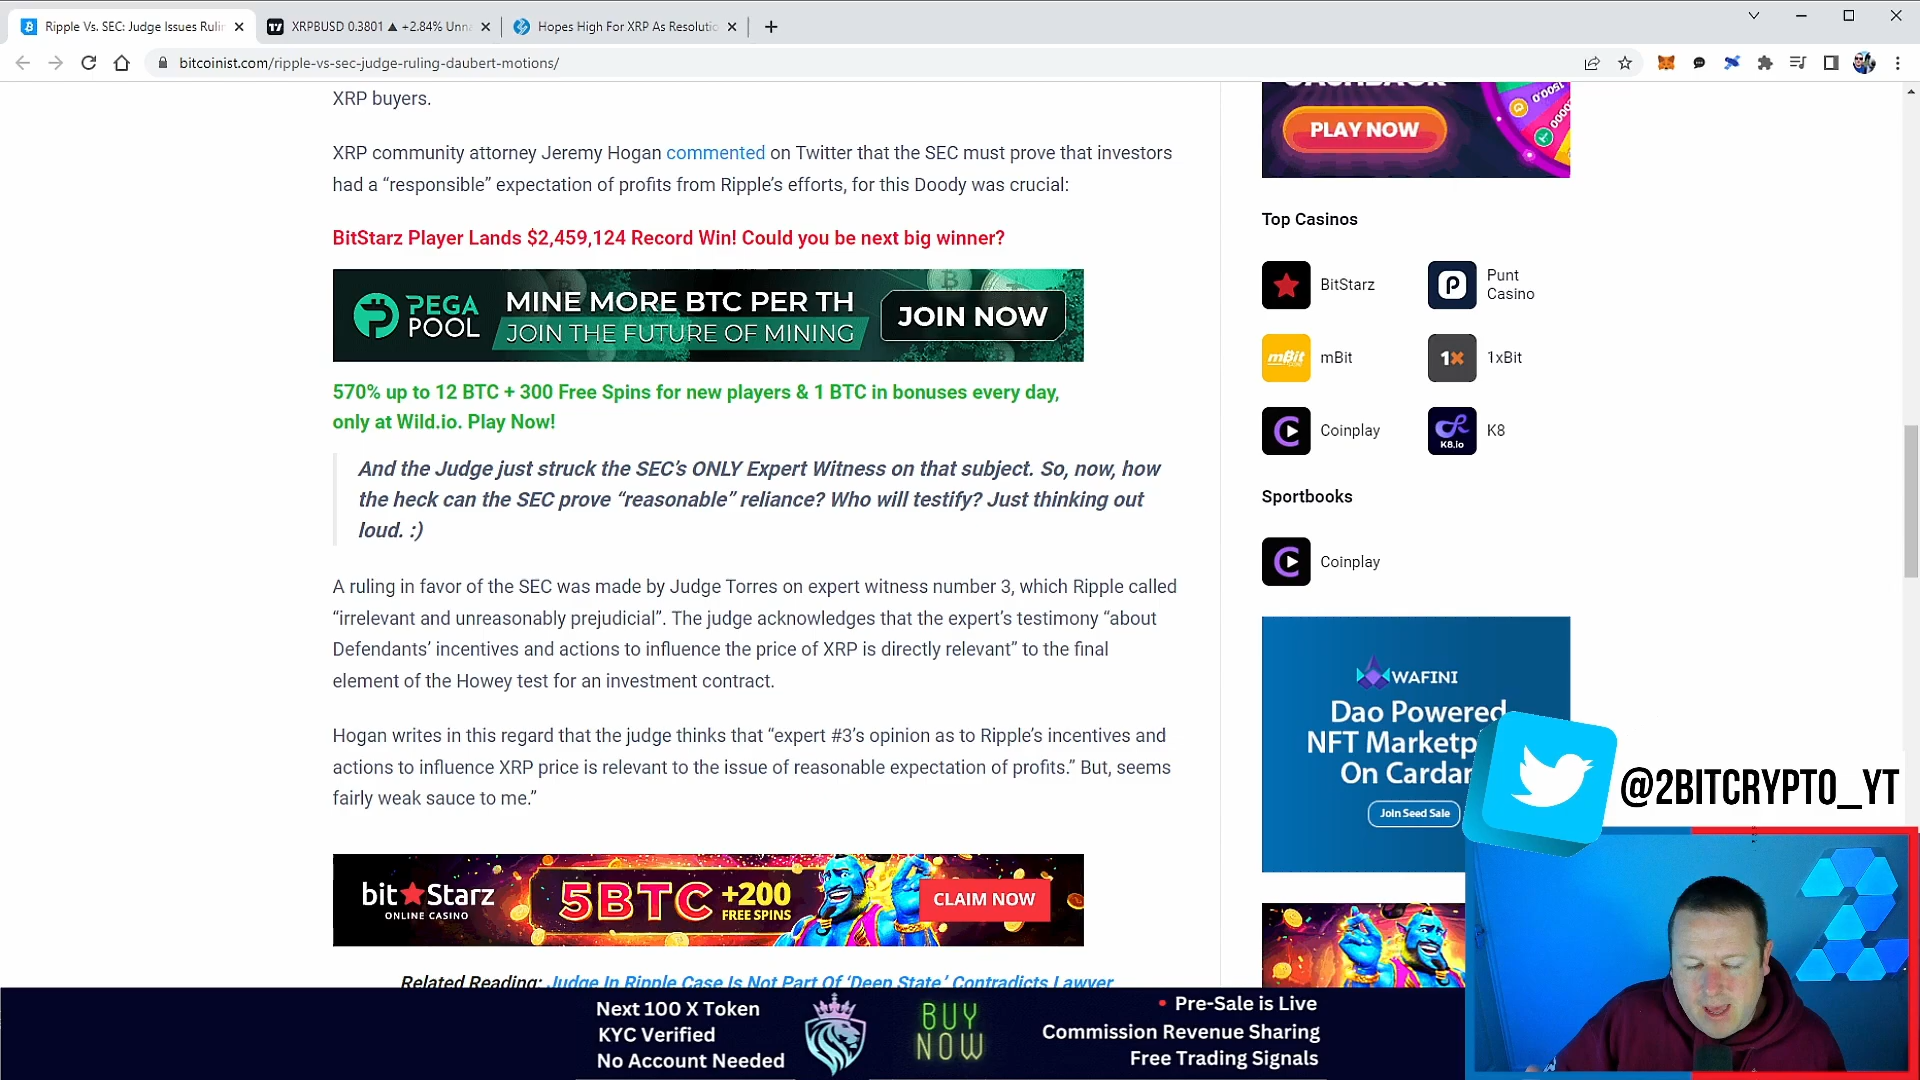 Ripple Vs. SEC: Judge Issues Rulin
XRPBUSD 0.3801 ▲ +2.84% Unna
Hopes High For XRP As Resolutio
bitcoinist.com/ripple-vs-sec-judge-ruling-daubert-motions/
XRP buyers.
XRP community attorney Jeremy Hogan commented on Twitter that the SEC must prove that investors
had a “responsible” expectation of profits from Ripple’s efforts, for this Doody was crucial:
BitStarz Player Lands $2,459,124 Record Win! Could you be next big winner?
PEGA
POOL
MINE MORE BTC PER TH
JOIN THE FUTURE OF MINING
JOIN NOW
570% up to 12 BTC + 300 Free Spins for new players & 1 BTC in bonuses every day,
only at Wild.io. Play Now!
And the Judge just struck the SEC’s ONLY Expert Witness on that subject. So, now, how
the heck can the SEC prove “reasonable” reliance? Who will testify? Just thinking out
loud. :)
A ruling in favor of the SEC was made by Judge Torres on expert witness number 3, which Ripple called
“irrelevant and unreasonably prejudicial”. The judge acknowledges that the expert’s testimony “about
Defendants’ incentives and actions to influence the price of XRP is directly relevant” to the final
element of the Howey test for an investment contract.
Hogan writes in this regard that the judge thinks that “expert #3’s opinion as to Ripple’s incentives and
actions to influence XRP price is relevant to the issue of reasonable expectation of profits.” But, seems
fairly weak sauce to me.”
bit★Starz
ONLINE CASINO
5BTC
+200
FREE SPINS
CLAIM NOW
Related Reading: Judge In Ripple Case Is Not Part Of ‘Deep State’ Contradicts Lawyer
CASHBACK
PLAY NOW
Top Casinos
BitStarz
Punt
Casino
mBit
mBit
1x
1xBit
Coinplay
K8.io
K8
Sportbooks
Coinplay
WAFINI
Dao Powered
NFT Marketp
On Cardan
Join Seed Sale
@2BITCRYPTO_YT
Next 100 X Token
KYC Verified
No Account Needed
BUY
NOW
• Pre-Sale is Live
Commission Revenue Sharing
Free Trading Signals